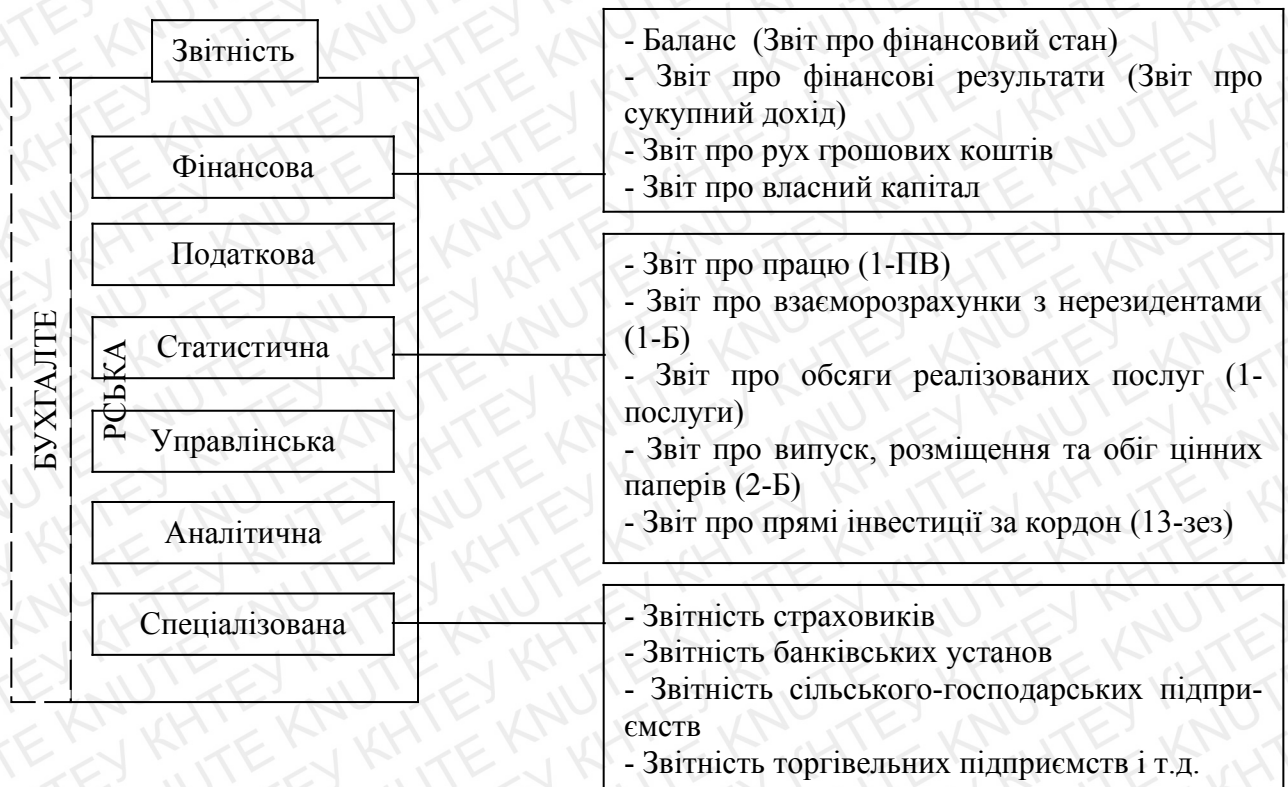 Звітність
БУХГАЛТЕ
РСЬКА
Фінансова
Податкова
Статистична
Управлінська
Аналітична
Спеціалізована
- Баланс (Звіт про фінансовий стан)
- Звіт про фінансові результати (Звіт про
сукупний дохід)
- Звіт про рух грошових коштів
- Звіт про власний капітал
- Звіт про працю (1-ПВ)
- Звіт про взаєморозрахунки з нерезидентами
(1-Б)
- Звіт про обсяги реалізованих послуг (1-
послуги)
- Звіт про випуск, розміщення та обіг цінних
паперів (2-Б)
- Звіт про прямі інвестиції за кордон (13-зез)
- Звітність страховиків
- Звітність банківських установ
- Звітність сільського-господарських підпри-
ємств
- Звітність торгівельних підприємств і т.д.